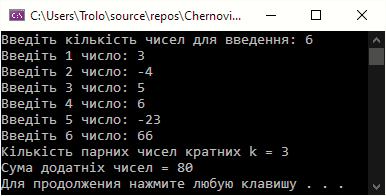 C:\Users\Trolo\source\repos\Chernovi...
Введіть кількість чисел для введення: 6
Введіть 1 число: 3
Введіть 2 число: -4
Введіть 3 число: 5
Введіть 4 число: 6
Введіть 5 число: -23
Введіть 6 число: 66
Кількість парних чисел кратних k = 3
Сума додатніх чисел = 80
Для продолжения нажмите любую клавишу . . .